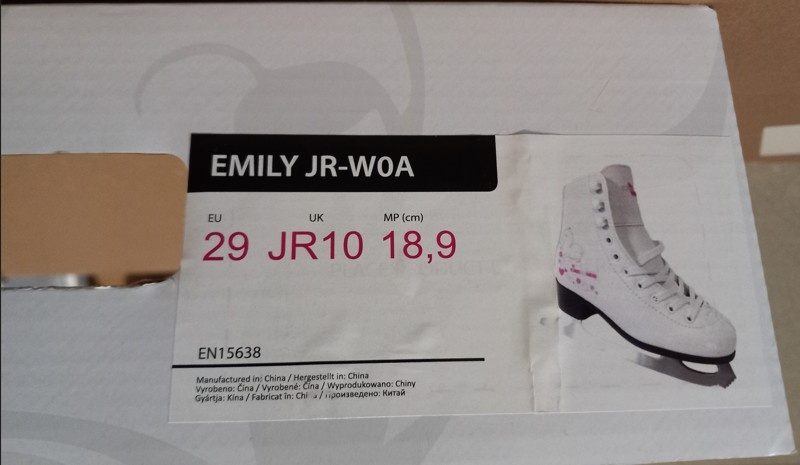 EMILY JR-W0A
EU UK MP (cm)
29 JR10 18,9
EN15638
Manufactured in: China / Hergestellt in: China
Vyrobeno: Čína / Vyrobené: Čína / Wyprodukowano: Chiny
Gyártja: Kína / Fabricat în: Chi / Произведено: Китай